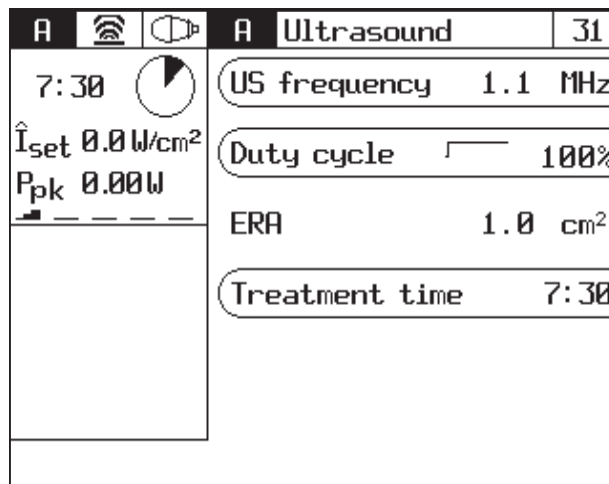 A
7:30
Îset 0.0 W/cm²
Ppk 0.00 W
A Ultrasound 31
US frequency 1.1 MHz
Duty cycle 100%
ERA 1.0 cm²
Treatment time 7:30